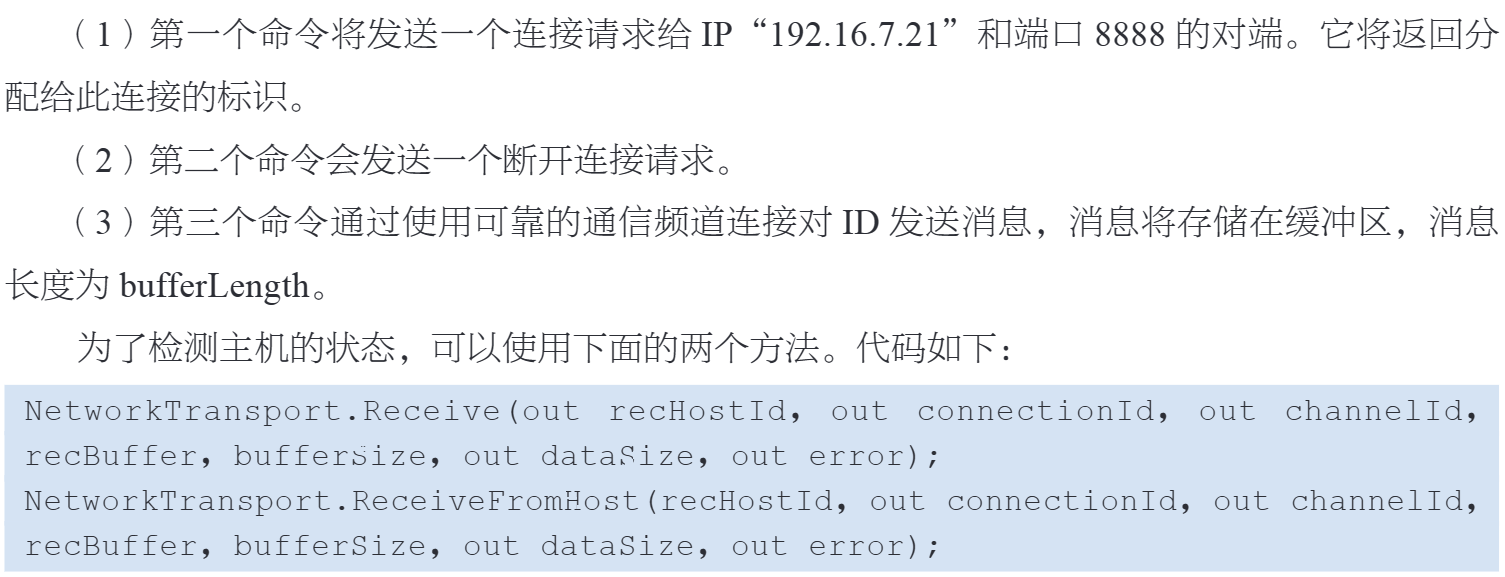 （1）第一个命令将发送一个连接请求给 IP“192.16.7.21”和端口 8888 的对端。它将返回分
配给此连接的标识。
（2）第二个命令会发送一个断开连接请求。
（3）第三个命令通过使用可靠的通信频道连接对 ID 发送消息，消息将存储在缓冲区，消息
长度为 bufferLength。
为了检测主机的状态，可以使用下面的两个方法。代码如下：
NetworkTransport.Receive(out recHostId, out connectionId, out channelId,
recBuffer, bufferSize, out dataSize, out error);
NetworkTransport.ReceiveFromHost(recHostId, out connectionId, out channelId,
recBuffer, bufferSize, out dataSize, out error);